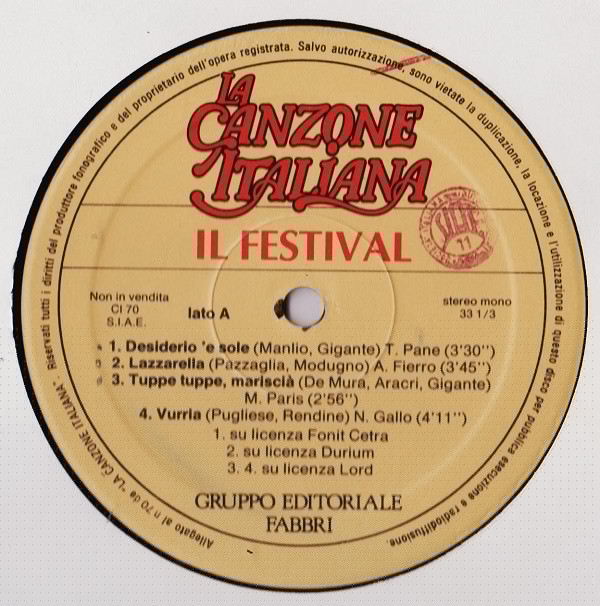 Riservati tutti i diritti del produttore fonografico e del proprietario dell'opera registrata. Salvo autorizzazione, sono vietate la duplicazione, la locazione e l'utilizzazione di questo disco per pubblica esecuzione e radiodiffusione.
LA
CANZONE
ITALIANA
IL FESTIVAL
SIAE
11
Non in vendita
CI 70
S.I.A.E.
lato A
stereo mono
33 1/3
1. Desiderio 'e sole (Manlio, Gigante) T. Pane (3'30'')
2. Lazzarella (Pazzaglia, Modugno) A. Fierro (3'45'')
3. Tuppe tuppe, mariscià (De Mura, Aracri, Gigante)
M. Paris (2'56'')
4. Vurria (Pugliese, Rendine) N. Gallo (4'11'')
1. su licenza Fonit Cetra
2. su licenza Durium
3. 4. su licenza Lord
GRUPPO EDITORIALE
FABBRI
Allegato al n. 70 de "LA CANZONE ITALIANA".